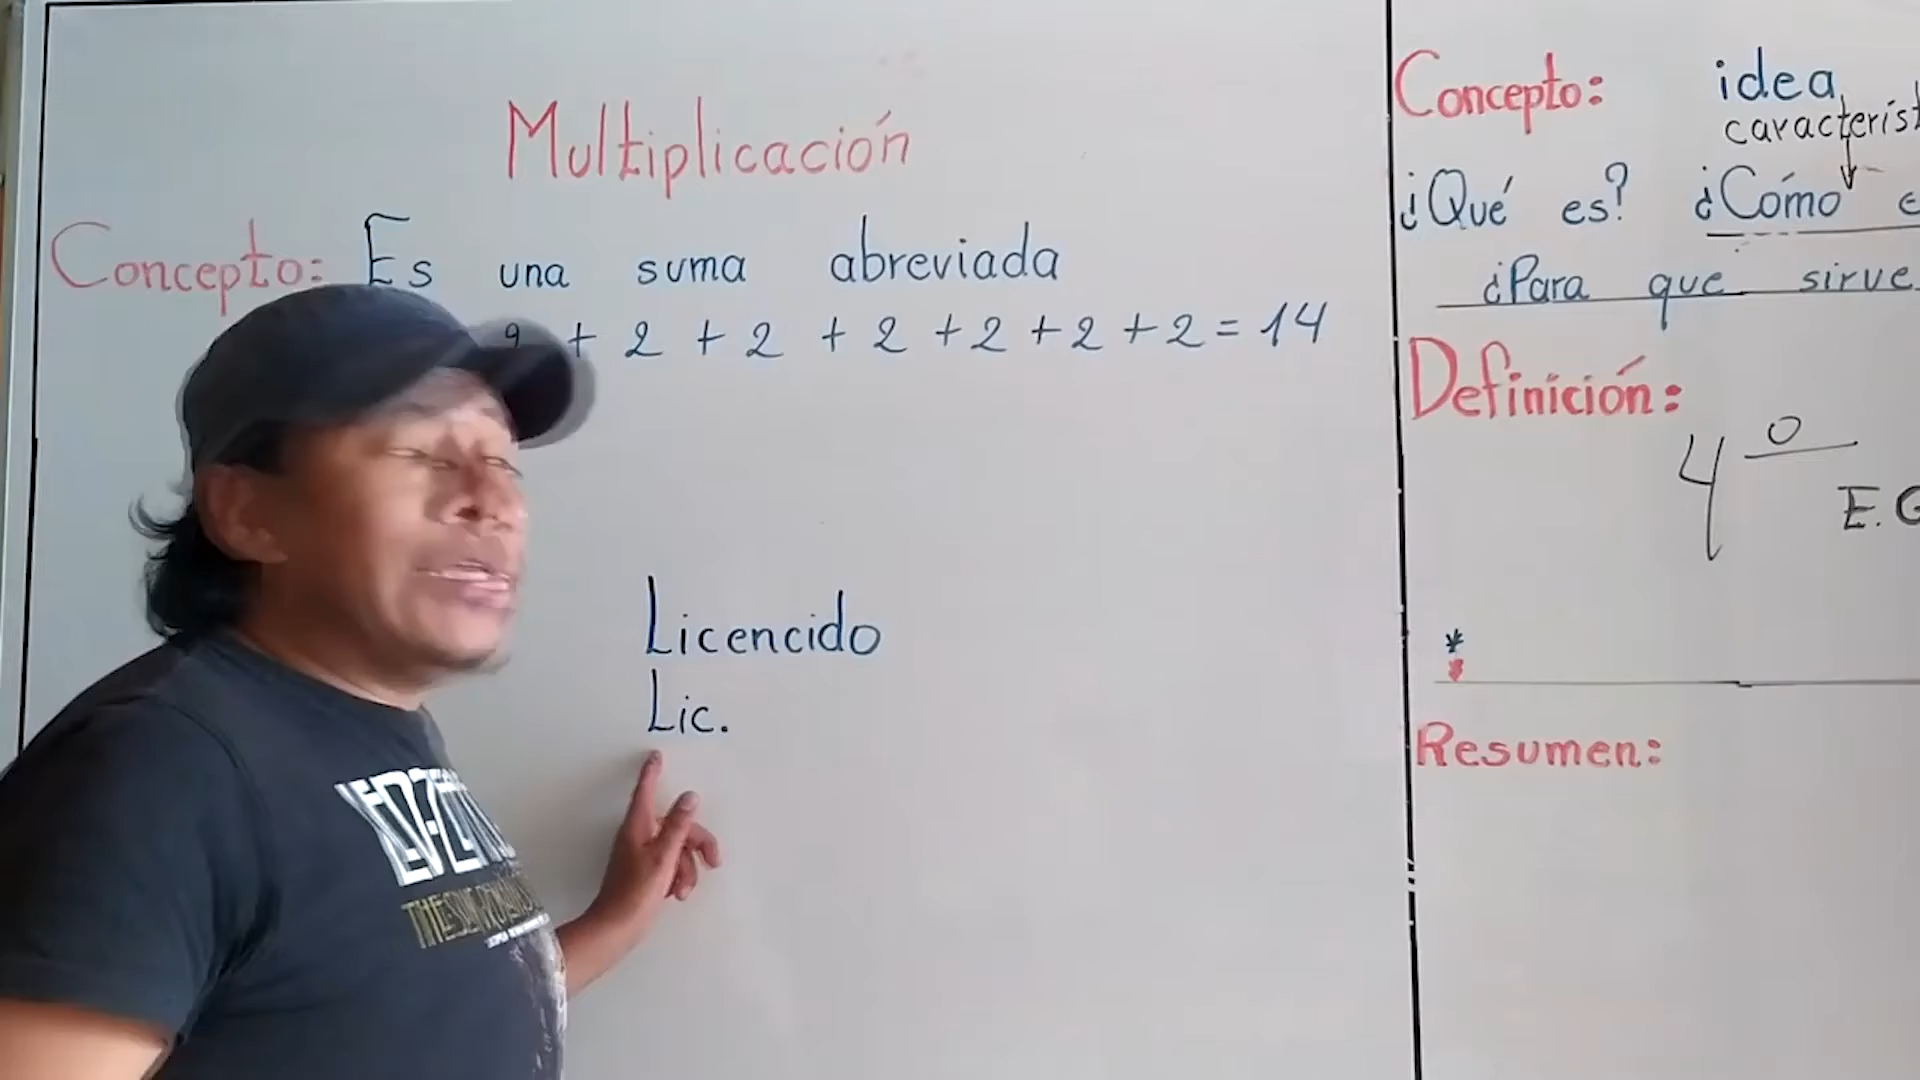 Multiplicación
Concepto: Es una suma abreviada
2 + 2 + 2 + 2 + 2 + 2 + 2 = 14
Licencido
Lic.
Concepto: idea
¿Qué es? ¿Cómo
¿Para que sirve
Definición:
4 o
E.
*
Resumen: